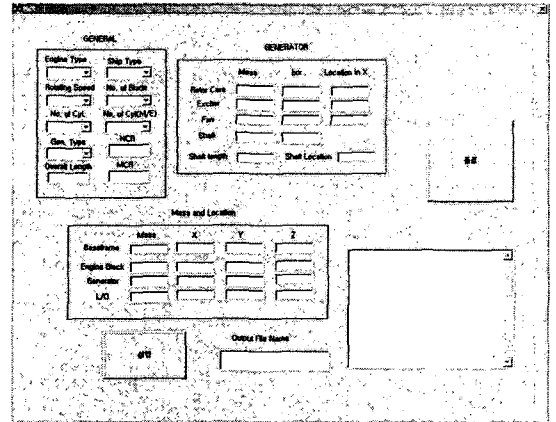 GENERAL
Engine Type Ship Type
Rotating Speed No. of Blade
No. of Cyl. No. of Cyl(M/E)
Gen. Type NCR
Overall Length MCR
GENERATOR
Mass Location in X
Rotor Core
Exciter
Fan
Shaft
Shaft length Shaft Location
Mass and Location
Mass X Y Z
Baseframe
Engine Block
Generator
L/O
Output File Name